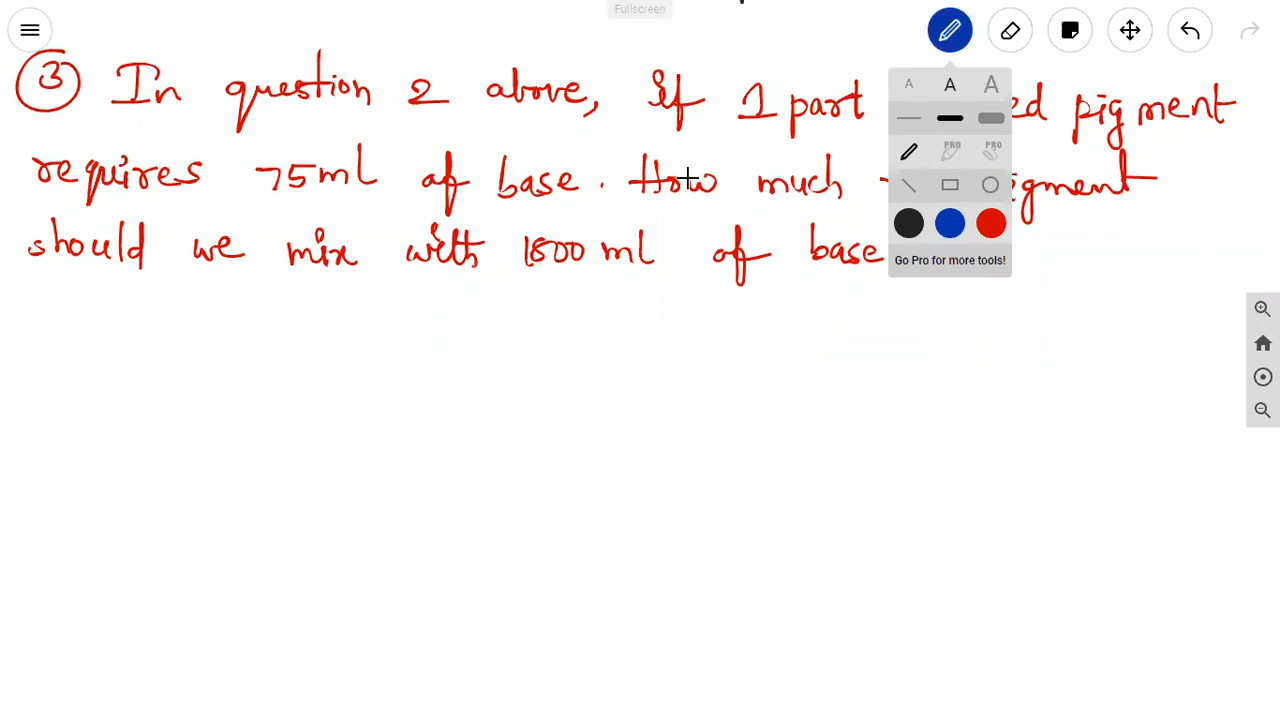 Fullscreen
③ In question 2 above, If 1 part ed pigment
requires 75ml of base. How much igment
should we mix with 1800 ml of base
A A A
PRO PRO
Go Pro for more tools!